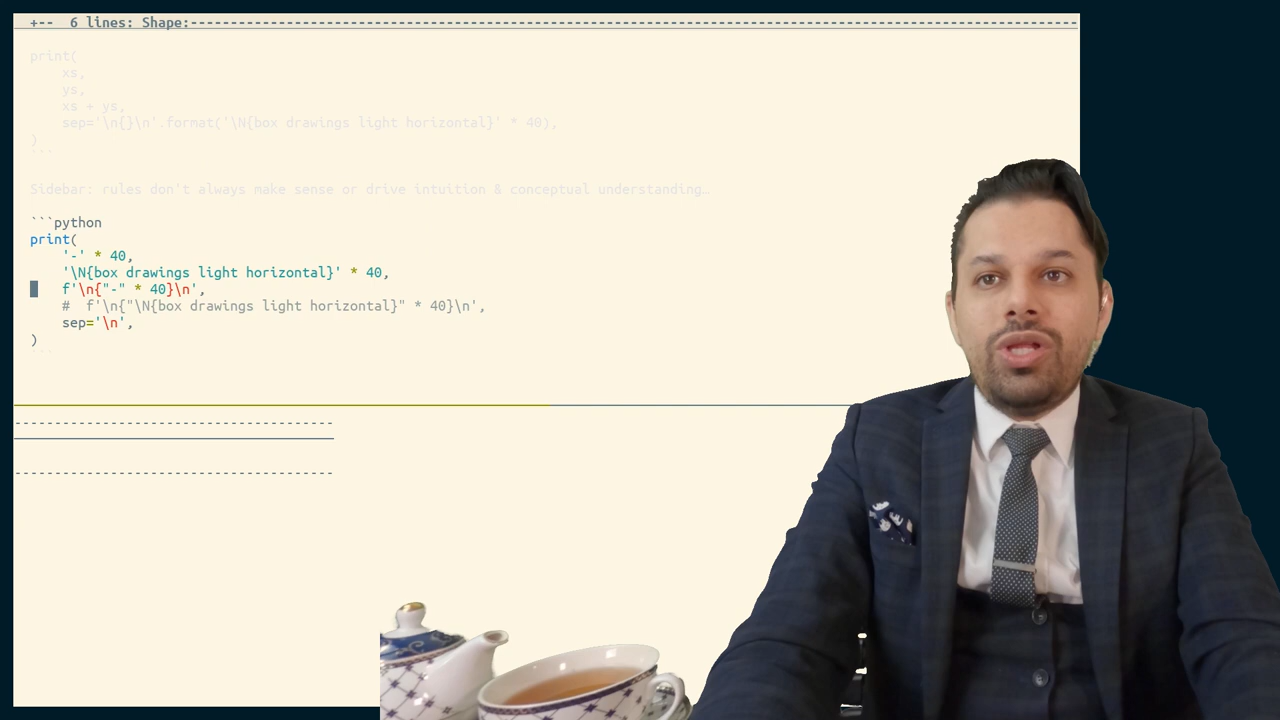 +--  6 lines: Shape:---------------------------------------------------------------------------------------------------------------
print(
    xs,
    ys,
    xs + ys,
    sep='\n{}\n'.format('\N{box drawings light horizontal}' * 40),
)
```
Sidebar: rules don't always make sense or drive intuition & conceptual understanding…
```python
print(
    '-' * 40,
    '\N{box drawings light horizontal}' * 40,
    f'\n{"-" * 40}\n',
    #  f'\n{"\N{box drawings light horizontal}" * 40}\n',
    sep='\n',
)
```
----------------------------------------
────────────────────────────────────────
----------------------------------------